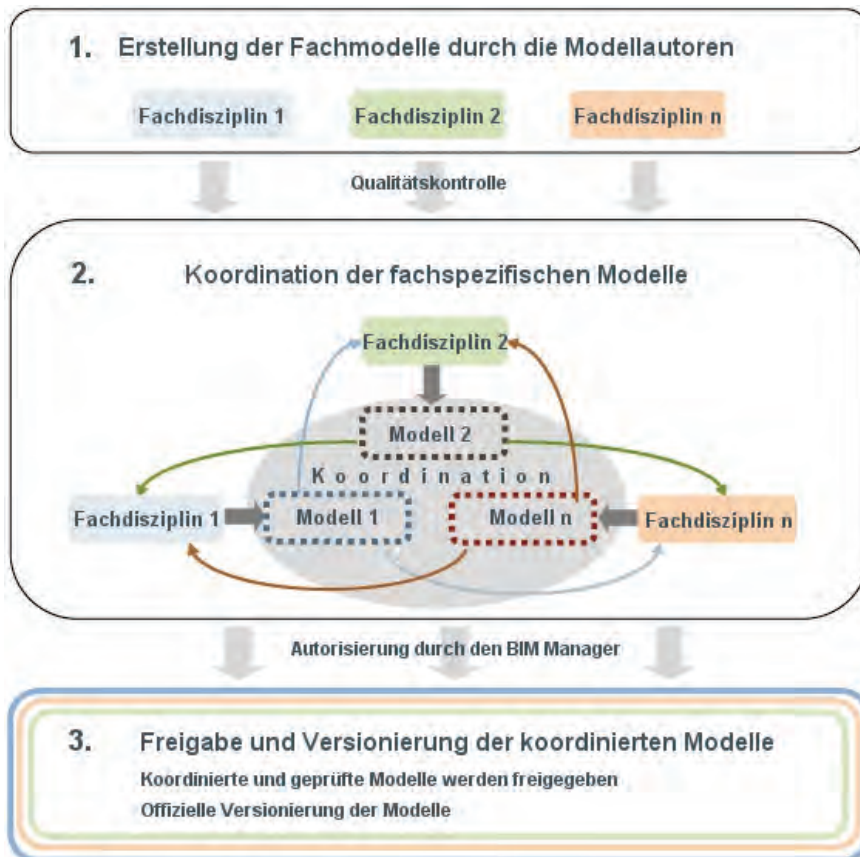 1. Erstellung der Fachmodelle durch die Modellautoren
Fachdisziplin 1
Fachdisziplin 2
Fachdisziplin n
Qualitätskontrolle
2. Koordination der fachspezifischen Modelle
Fachdisziplin 2
Modell 2
Koordination
Fachdisziplin 1
Modell 1
Modell n
Fachdisziplin n
Autorisierung durch den BIM Manager
3. Freigabe und Versionierung der koordinierten Modelle
Koordinierte und geprüfte Modelle werden freigegeben
Offizielle Versionierung der Modelle